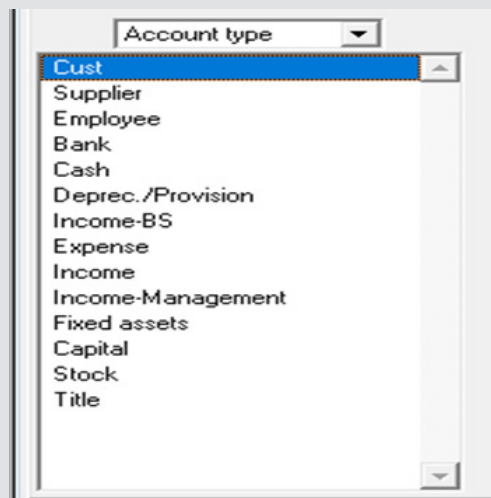 Account type
Cust
Supplier
Employee
Bank
Cash
Deprec./Provision
Income-BS
Expense
Income
Income-Management
Fixed assets
Capital
Stock
Title